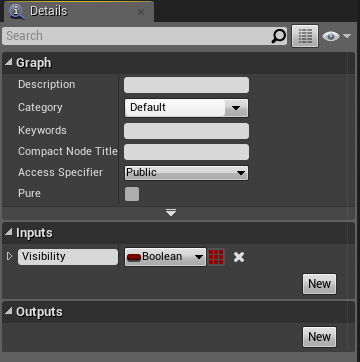 Details
Search
Graph
Description
Category Default
Keywords
Compact Node Title
Access Specifier Public
Pure
Inputs
Visibility Boolean
New
Outputs
New